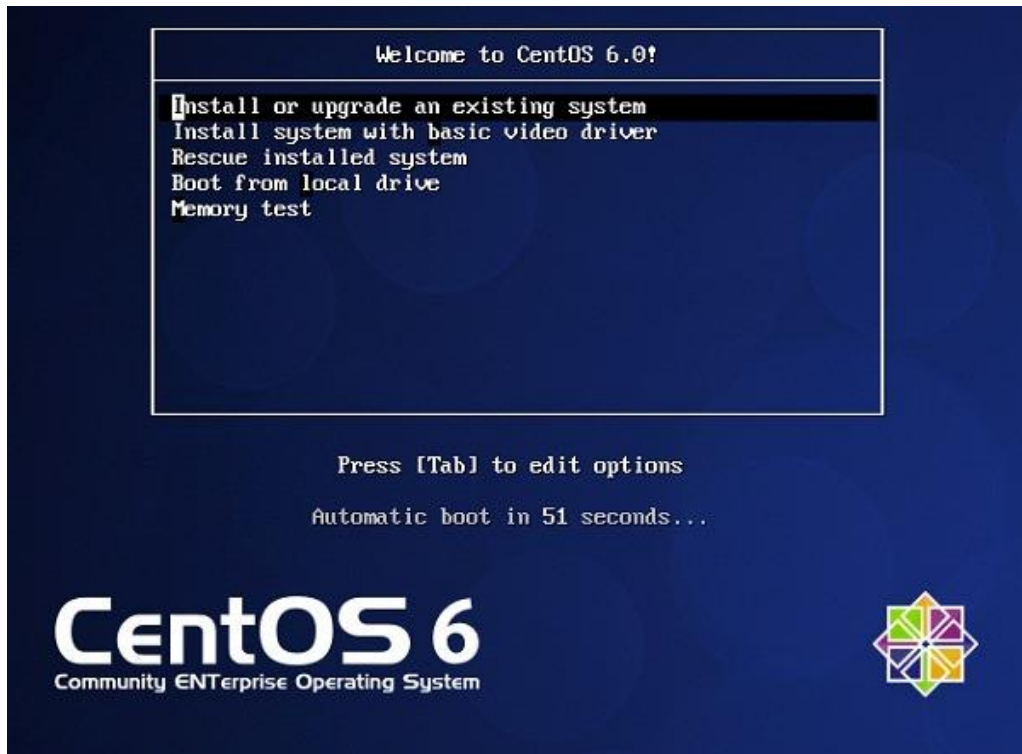 Welcome to CentOS 6.0!
Install or upgrade an existing system
Install system with basic video driver
Rescue installed system
Boot from local drive
Memory test
Press [Tab] to edit options
Automatic boot in 51 seconds...
CentOS 6
Community ENTerprise Operating System